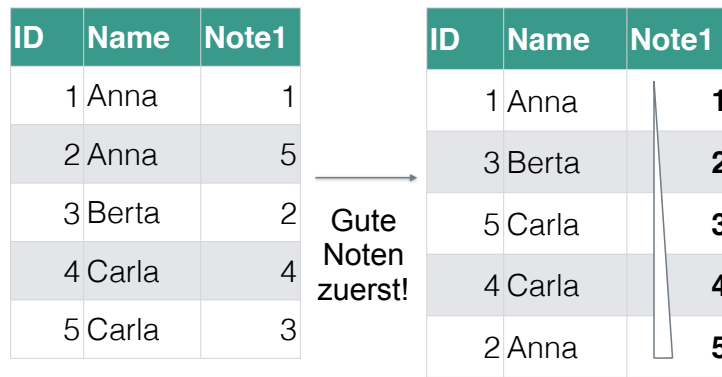 ID Name Note1
1 Anna 1
2 Anna 5
3 Berta 2
4 Carla 4
5 Carla 3
Gute
Noten
zuerst!
ID Name Note1
1 Anna 1
3 Berta 2
5 Carla 3
4 Carla 4
2 Anna 5